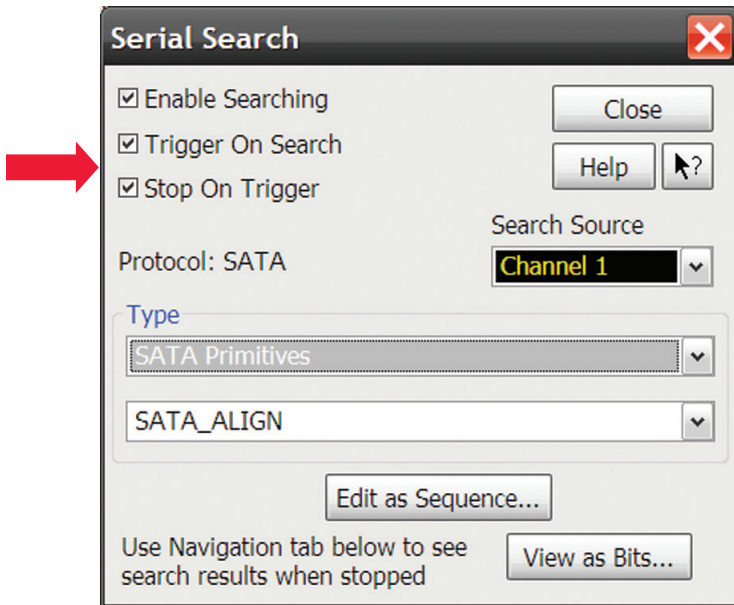 Serial Search
Enable Searching
Close
Trigger On Search
Help
?
Stop On Trigger
Search Source
Protocol: SATA
Channel 1
Type
SATA Primitives
SATA_ALIGN
Edit as Sequence...
Use Navigation tab below to see
search results when stopped
View as Bits...